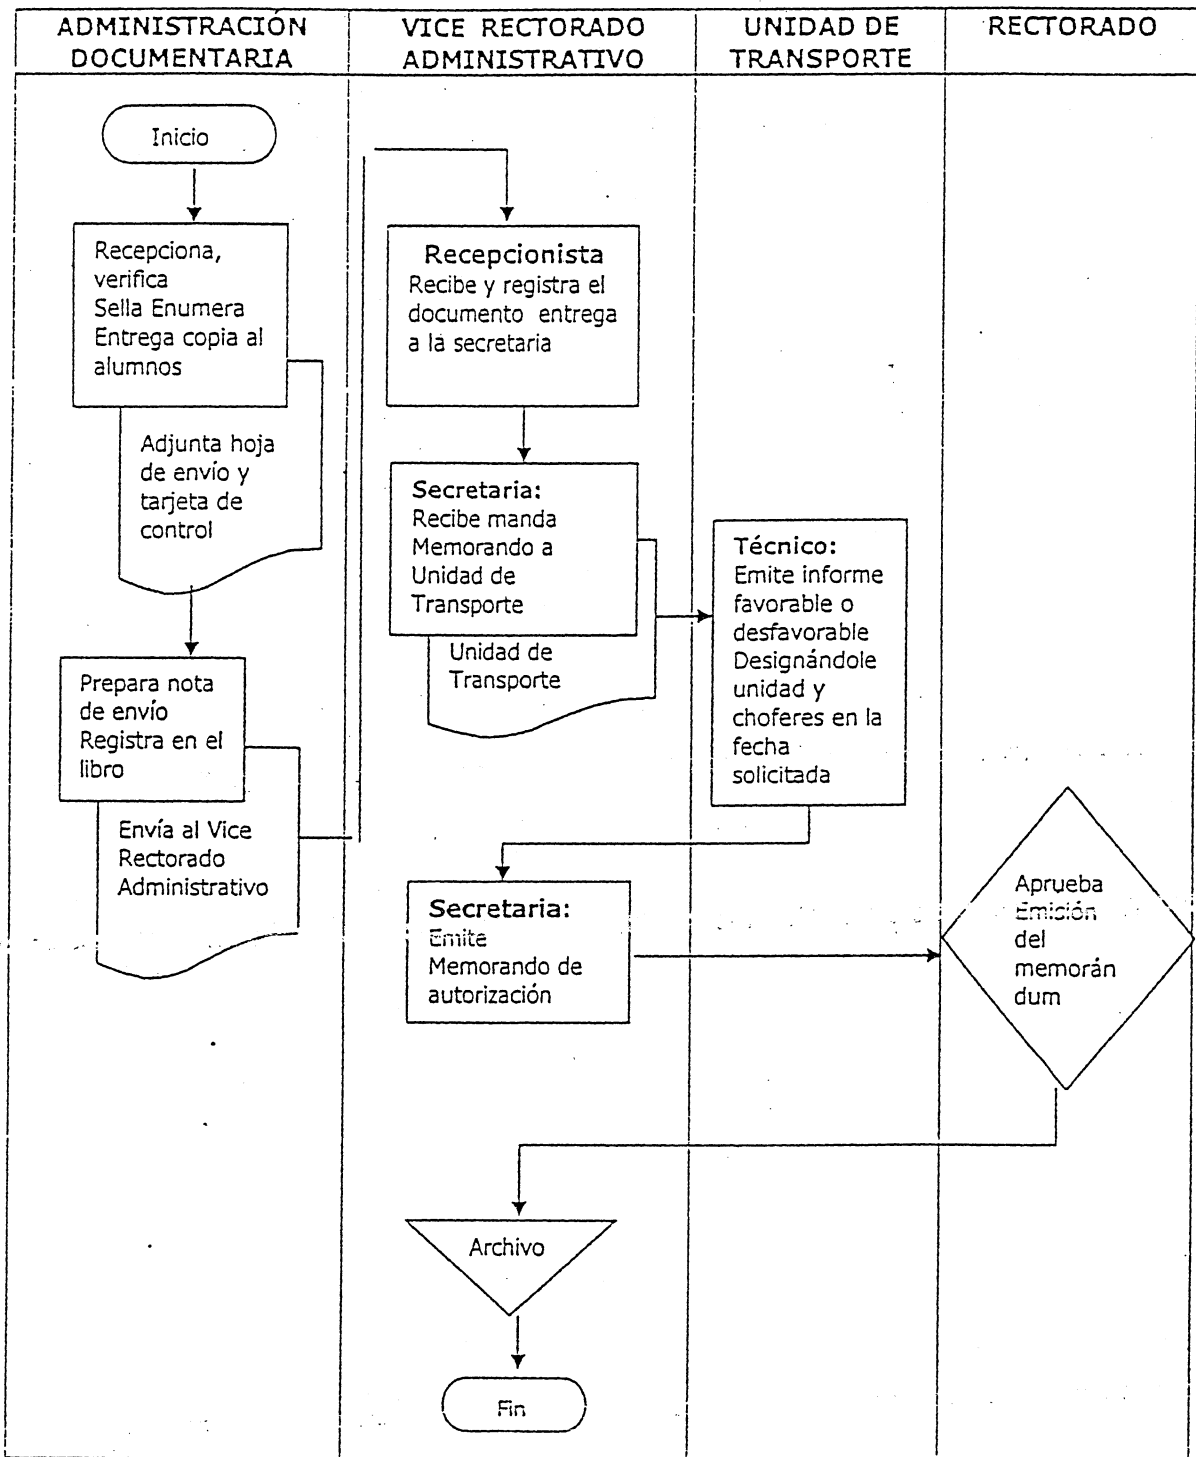 ADMINISTRACIÓN
DOCUMENTARIA
VICE RECTORADO
ADMINISTRATIVO
UNIDAD DE
TRANSPORTE
RECTORADO
Inicio
Recepciona,
verifica
Sella Enumera
Entrega copia al
alumnos
Adjunta hoja
de envío y
tarjeta de
control
Prepara nota
de envío
Registra en el
libro
Envía al Vice
Rectorado
Administrativo
Recepcionista
Recibe y registra el
documento entrega
a la secretaria
Secretaria:
Recibe manda
Memorando a
Unidad de
Transporte
Unidad de
Transporte
Técnico:
Emite informe
favorable o
desfavorable
Designándole
unidad y
choferes en la
fecha
solicitada
Secretaria:
Emite
Memorando de
autorización
Aprueba
Emisión
del
memorán
dum
Archivo
Fin